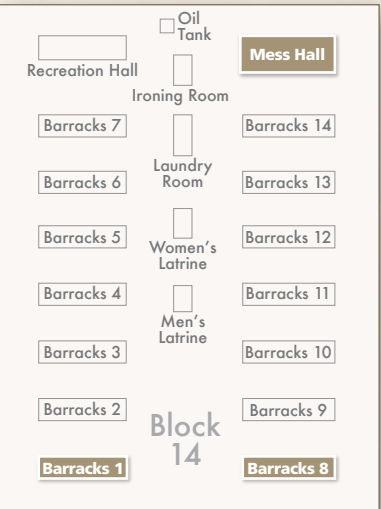 Oil
Tank
Mess Hall
Recreation Hall
Ironing Room
Barracks 7
Barracks 14
Laundry
Room
Barracks 6
Barracks 13
Barracks 5
Barracks 12
Women's
Latrine
Barracks 4
Barracks 11
Men's
Latrine
Barracks 3
Barracks 10
Barracks 2
Barracks 9
Block
14
Barracks 1
Barracks 8